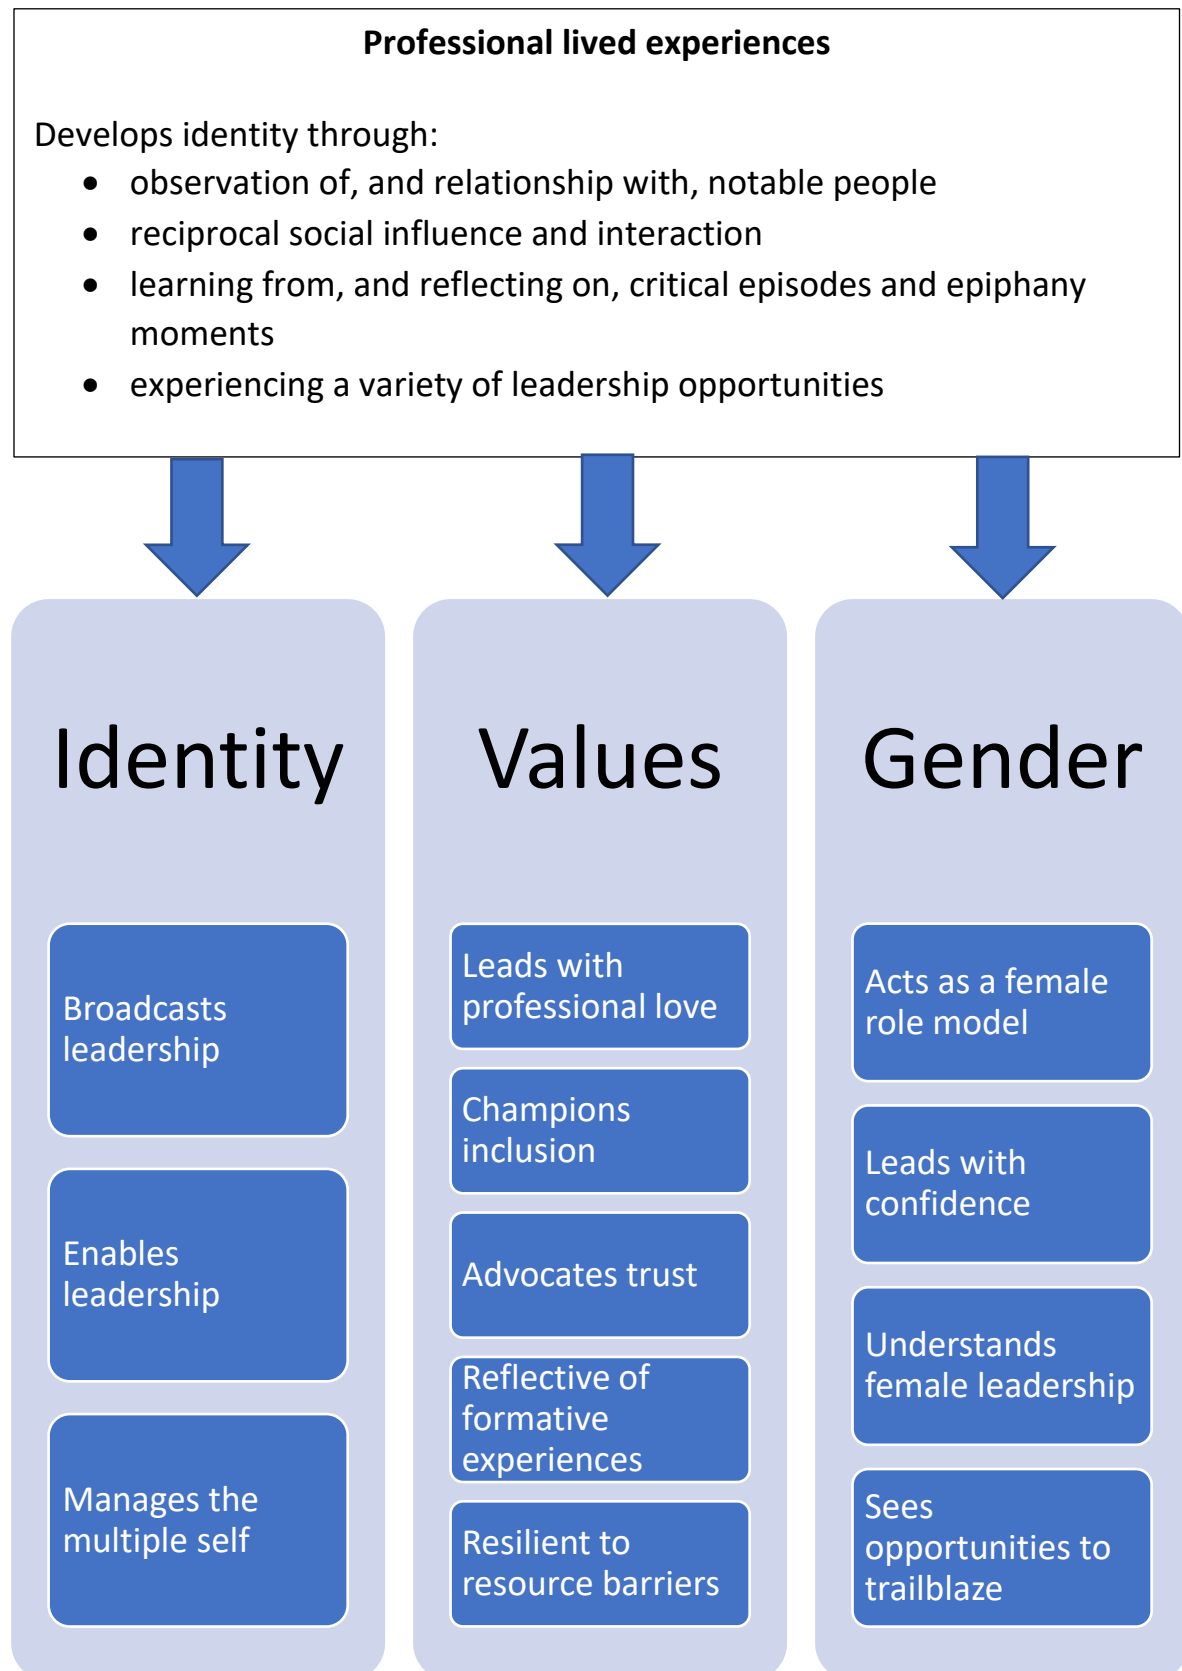 Professional lived experiences
Develops identity through:
• observation of, and relationship with, notable people
• reciprocal social influence and interaction
• learning from, and reflecting on, critical episodes and epiphany
moments
• experiencing a variety of leadership opportunities
Identity
Broadcasts
leadership
Enables
leadership
Manages the
multiple self
Values
Leads with
professional love
Champions
inclusion
Advocates trust
Reflective of
formative
experiences
Resilient to
resource barriers
Gender
Acts as a female
role model
Leads with
confidence
Understands
female leadership
Sees
opportunities to
trailblaze